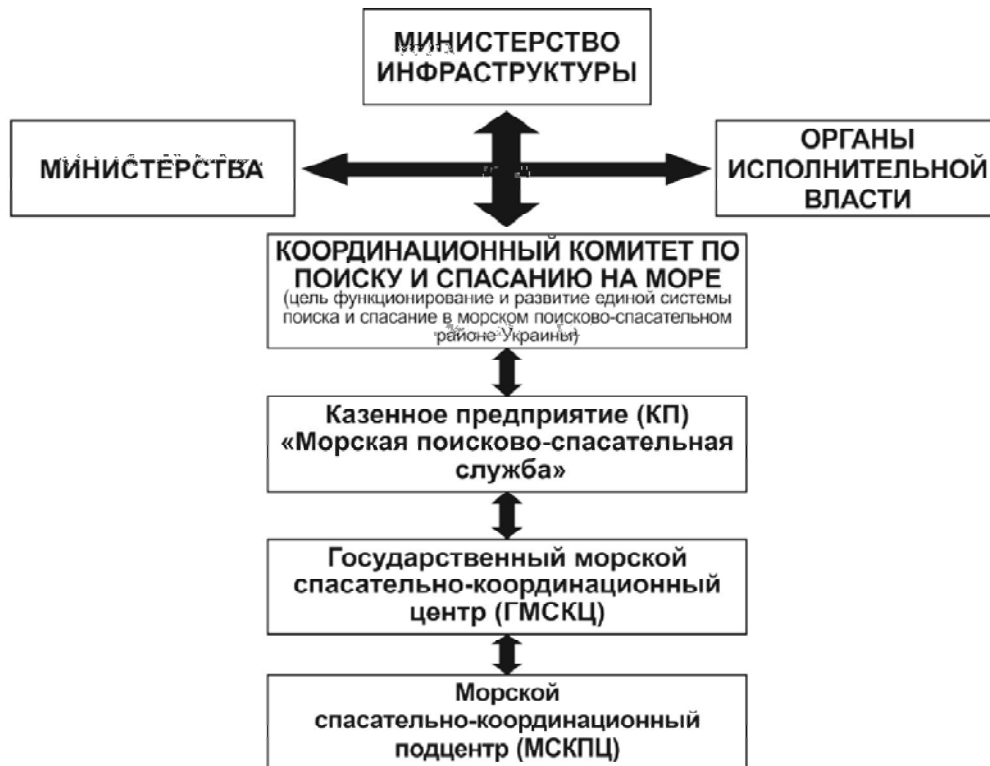 МИНИСТЕРСТВО
ИНФРАСТРУКТУРЫ
МИНИСТЕРСТВА
ОРГАНЫ
ИСПОЛНИТЕЛЬНОЙ
ВЛАСТИ
КООРДИНАЦИОННЫЙ КОМИТЕТ ПО
ПОИСКУ И СПАСАНИЮ НА МОРЕ
(цель функционирование и развитие единой системы
поиска и спасание в морском поисково-спасательном
районе Украины)
Казенное предприятие (КП)
«Морская поисково-спасательная
служба»
Государственный морской
спасательно-координационный
центр (ГМСКЦ)
Морской
спасательно-координационный
подцентр (МСКПЦ)